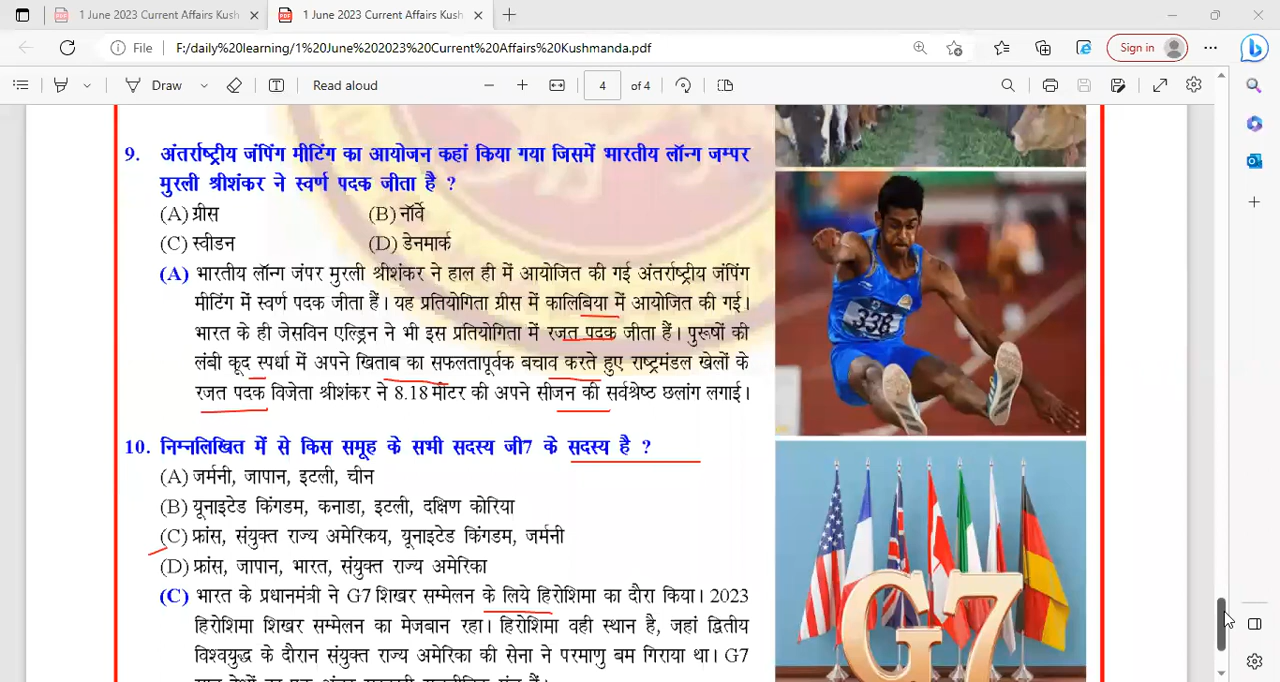 1 June 2023 Current Affairs Kush
1 June 2023 Current Affairs Kush
File F:/daily%20learning/1%20June%202023%20Current%20Affairs%20Kushmanda.pdf
Sign in
Draw
Read aloud
4 of 4
9. अंतर्राष्ट्रीय जंपिंग मीटिंग का आयोजन कहां किया गया जिसमें भारतीय लॉन्ग जम्पर
मुरली श्रीशंकर ने स्वर्ण पदक जीता है ?
(A) ग्रीस (B) नॉर्वे
(C) स्वीडन (D) डेनमार्क
(A) भारतीय लॉन्ग जंपर मुरली श्रीशंकर ने हाल ही में आयोजित की गई अंतर्राष्ट्रीय जंपिंग
मीटिंग में स्वर्ण पदक जीता हैं। यह प्रतियोगिता ग्रीस में कालिबिया में आयोजित की गई।
भारत के ही जेसविन एल्ड्रिन ने भी इस प्रतियोगिता में रजत पदक जीता हैं। पुरूषों की
लंबी कूद स्पर्धा में अपने खिताब का सफलतापूर्वक बचाव करते हुए राष्ट्रमंडल खेलों के
रजत पदक विजेता श्रीशंकर ने 8.18 मीटर की अपने सीजन की सर्वश्रेष्ठ छलांग लगाई।
338
10. निम्नलिखित में से किस समूह के सभी सदस्य जी7 के सदस्य है ?
(A) जर्मनी, जापान, इटली, चीन
(B) यूनाइटेड किंगडम, कनाडा, इटली, दक्षिण कोरिया
(C) फ्रांस, संयुक्त राज्य अमेरिकय, यूनाइटेड किंगडम, जर्मनी
(D) फ्रांस, जापान, भारत, संयुक्त राज्य अमेरिका
(C) भारत के प्रधानमंत्री ने G7 शिखर सम्मेलन के लिये हिरोशिमा का दौरा किया। 2023
हिरोशिमा शिखर सम्मेलन का मेजबान रहा। हिरोशिमा वही स्थान है, जहां द्वितीय
विश्वयुद्ध के दौरान संयुक्त राज्य अमेरिका की सेना ने परमाणु बम गिराया था। G7
G7